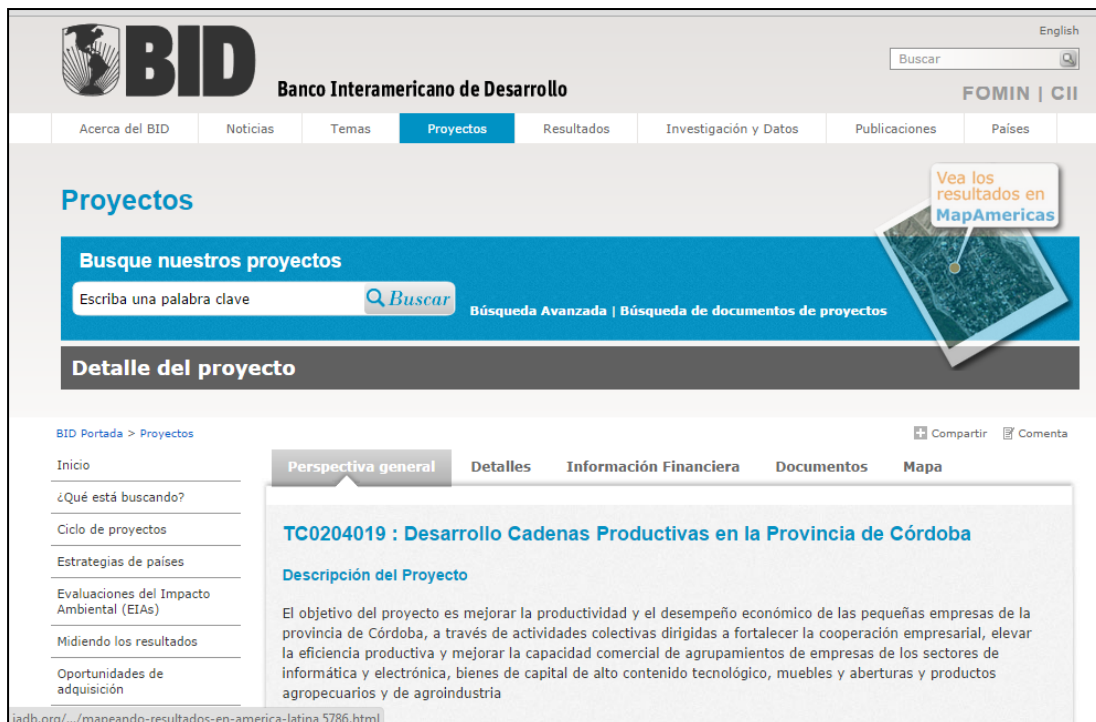 English
BID
Buscar
Banco Interamericano de Desarrollo
FOMIN | CII
Acerca del BID Noticias Temas Proyectos Resultados Investigación y Datos Publicaciones Países
Vea los
resultados en
MapAmericas
Proyectos
Busque nuestros proyectos
Escriba una palabra clave Buscar
Búsqueda Avanzada | Búsqueda de documentos de proyectos
Detalle del proyecto
BID Portada > Proyectos
Compartir Comenta
Inicio
¿Qué está buscando?
Ciclo de proyectos
Estrategias de países
Evaluaciones del Impacto
Ambiental (EIAs)
Midiendo los resultados
Oportunidades de
adquisición
Perspectiva general Detalles Información Financiera Documentos Mapa
TC0204019 : Desarrollo Cadenas Productivas en la Provincia de Córdoba
Descripción del Proyecto
El objetivo del proyecto es mejorar la productividad y el desempeño económico de las pequeñas empresas de la
provincia de Córdoba, a través de actividades colectivas dirigidas a fortalecer la cooperación empresarial, elevar
la eficiencia productiva y mejorar la capacidad comercial de agrupamientos de empresas de los sectores de
informática y electrónica, bienes de capital de alto contenido tecnológico, muebles y aberturas y productos
agropecuarios y de agroindustria
iadb.org/.../mapeando-resultados-en-america-latina,5786.html